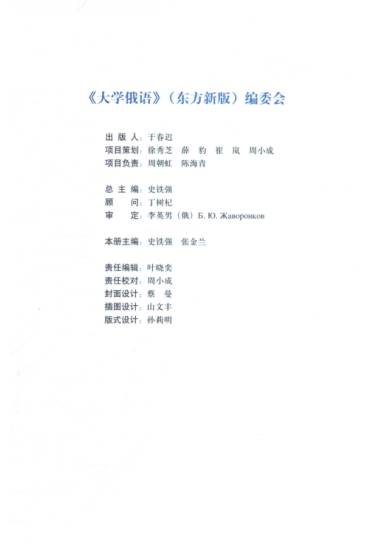 《大学俄语》（东方新版）编委会
出 版 人：于春迟
项目策划：徐秀芝 薛 豹 崔 岚 周小成
项目负责：周朝虹 陈海青
总 主 编：史铁强
顾 问：丁树杞
审 定：李英男（俄）Б. Ю. Жаворонков
本册主编：史铁强 张金兰
责任编辑：叶晓奕
责任校对：周小成
封面设计：蔡 曼
插图设计：山文丰
版式设计：孙莉明